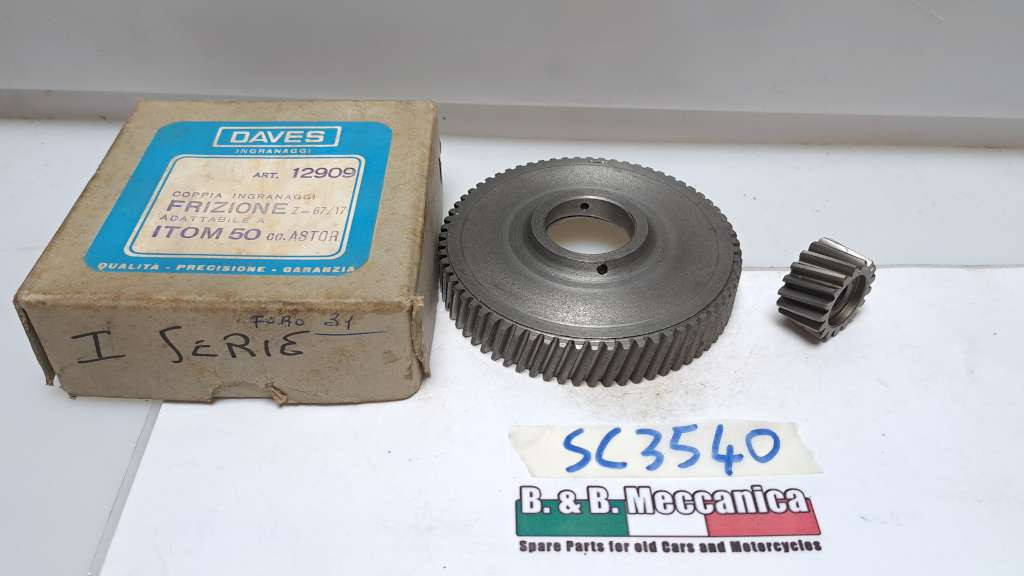 DAVES
INGRANAGGI
ART. 12909
COPPIA INGRANAGGI
FRIZIONE Z-67/17
ADATTABILE A
ITOM 50 cc. ASTOR
QUALITA - PRECISIONE - GARANZIA
FORO 31
I SERIE
SC3540
B. & B. Meccanica
Spare Parts for old Cars and Motorcycles